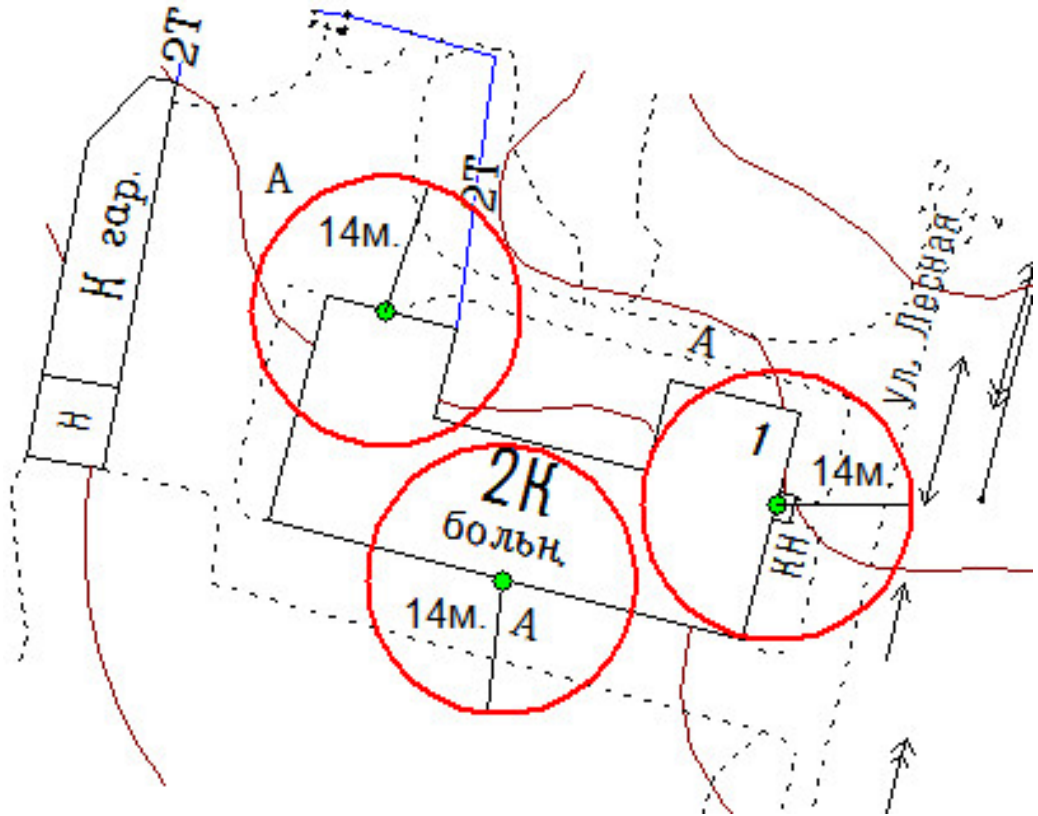 2Т
К гар.
Н
А
14м.
2Т
А
ул. Лесная
1
14м.
2К
больн.
КН
14м.
А